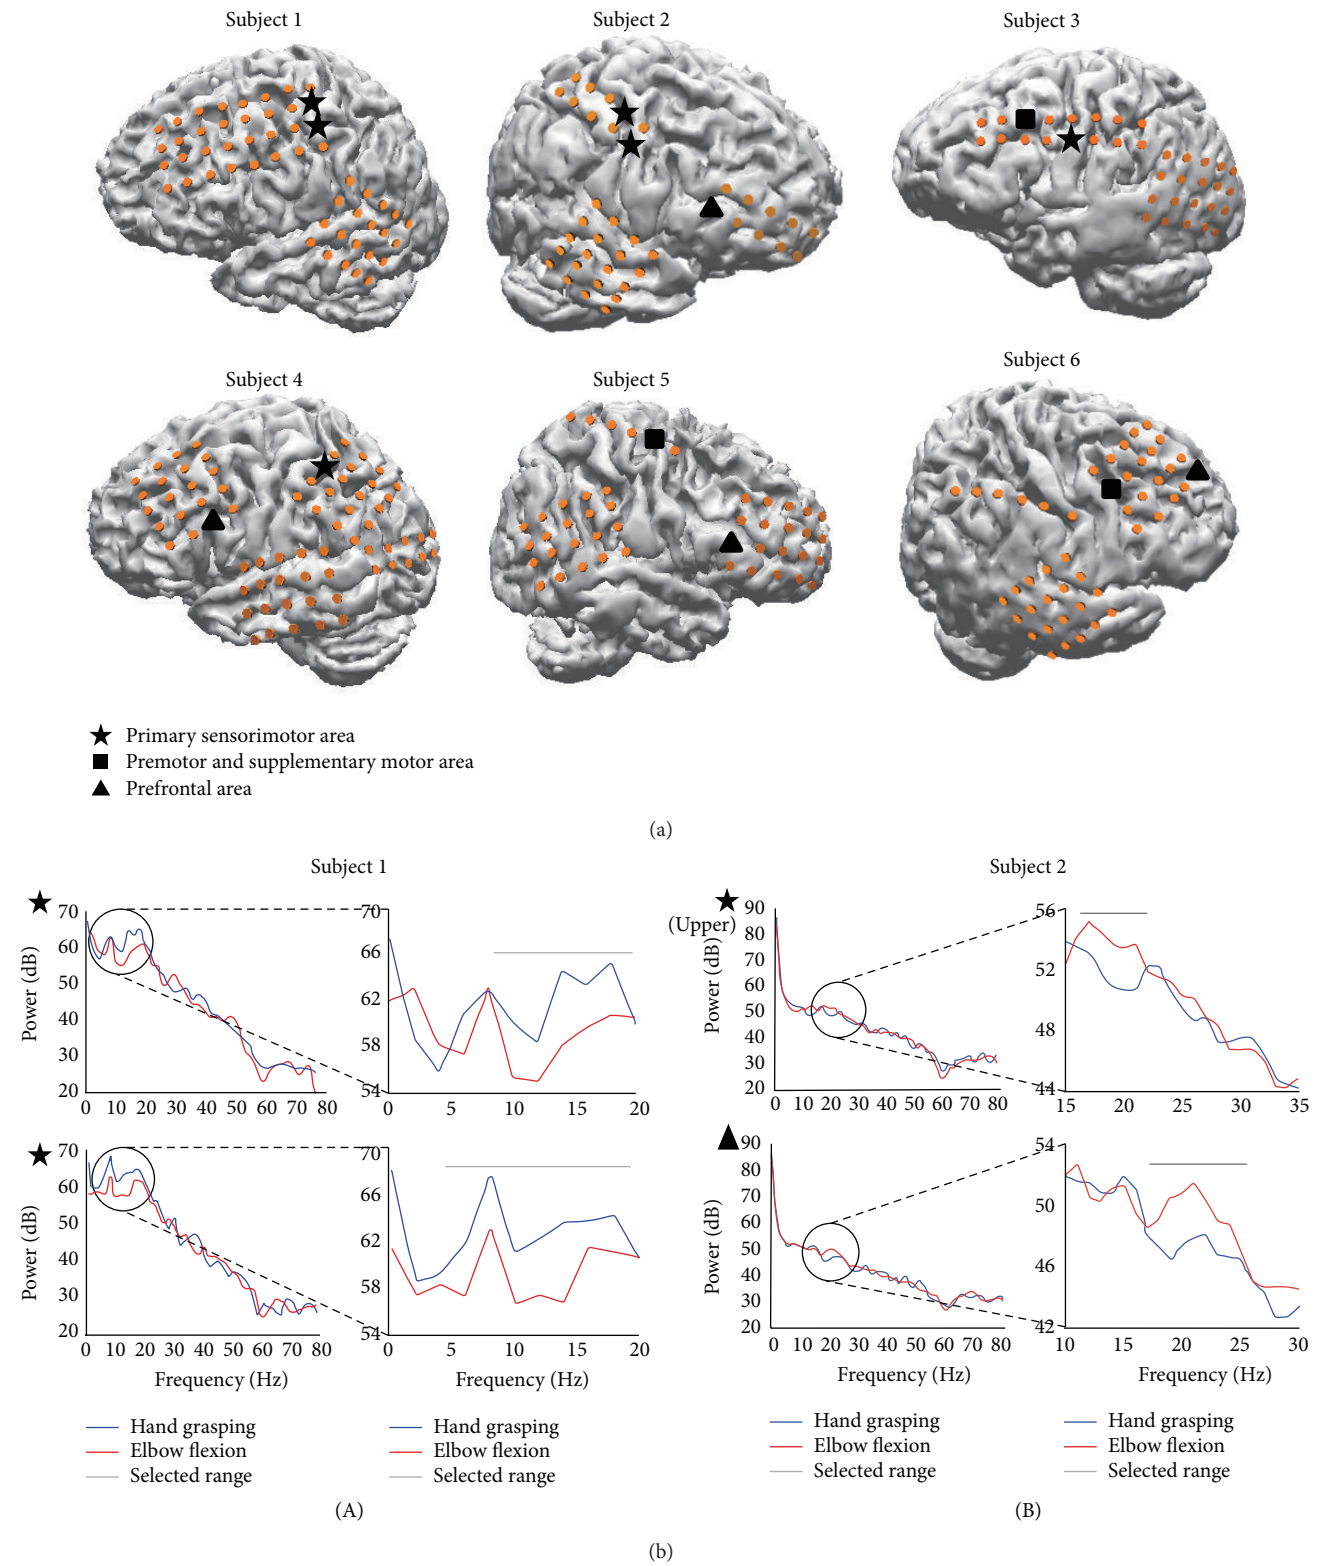 Subject 1
Subject 2
Subject 3
Subject 4
Subject 5
Subject 6
Primary sensorimotor area
Premotor and supplementary motor area
Prefrontal area
(a)
Subject 1
70
60
50
40
30
20
Power (dB)
0 10 20 30 40 50 60 70 80
70
66
62
58
54
0 5 10 15 20
70
60
50
40
30
20
Power (dB)
0 10 20 30 40 50 60 70 80
Frequency (Hz)
70
66
62
58
54
0 5 10 15 20
Frequency (Hz)
Hand grasping
Elbow flexion
Selected range
Hand grasping
Elbow flexion
Selected range
(A)
Subject 2
(Upper)
90
80
70
60
50
40
30
20
Power (dB)
0 10 20 30 40 50 60 70 80
56
52
48
44
15 20 25 30 35
90
80
70
60
50
40
30
20
Power (dB)
0 10 20 30 40 50 60 70 80
Frequency (Hz)
54
50
46
42
10 15 20 25 30
Frequency (Hz)
Hand grasping
Elbow flexion
Selected range
Hand grasping
Elbow flexion
Selected range
(B)
(b)